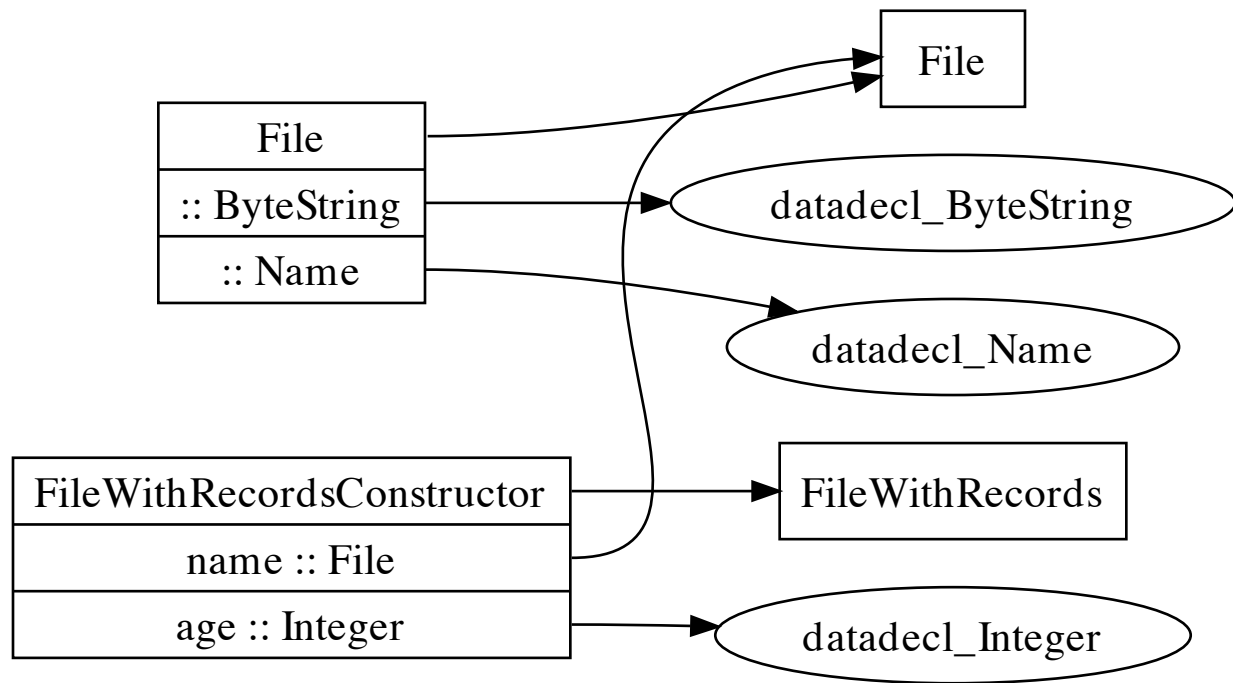 File
File
:: ByteString
:: Name
datadecl_ByteString
datadecl_Name
FileWithRecordsConstructor
name :: File
age :: Integer
FileWithRecords
datadecl_Integer